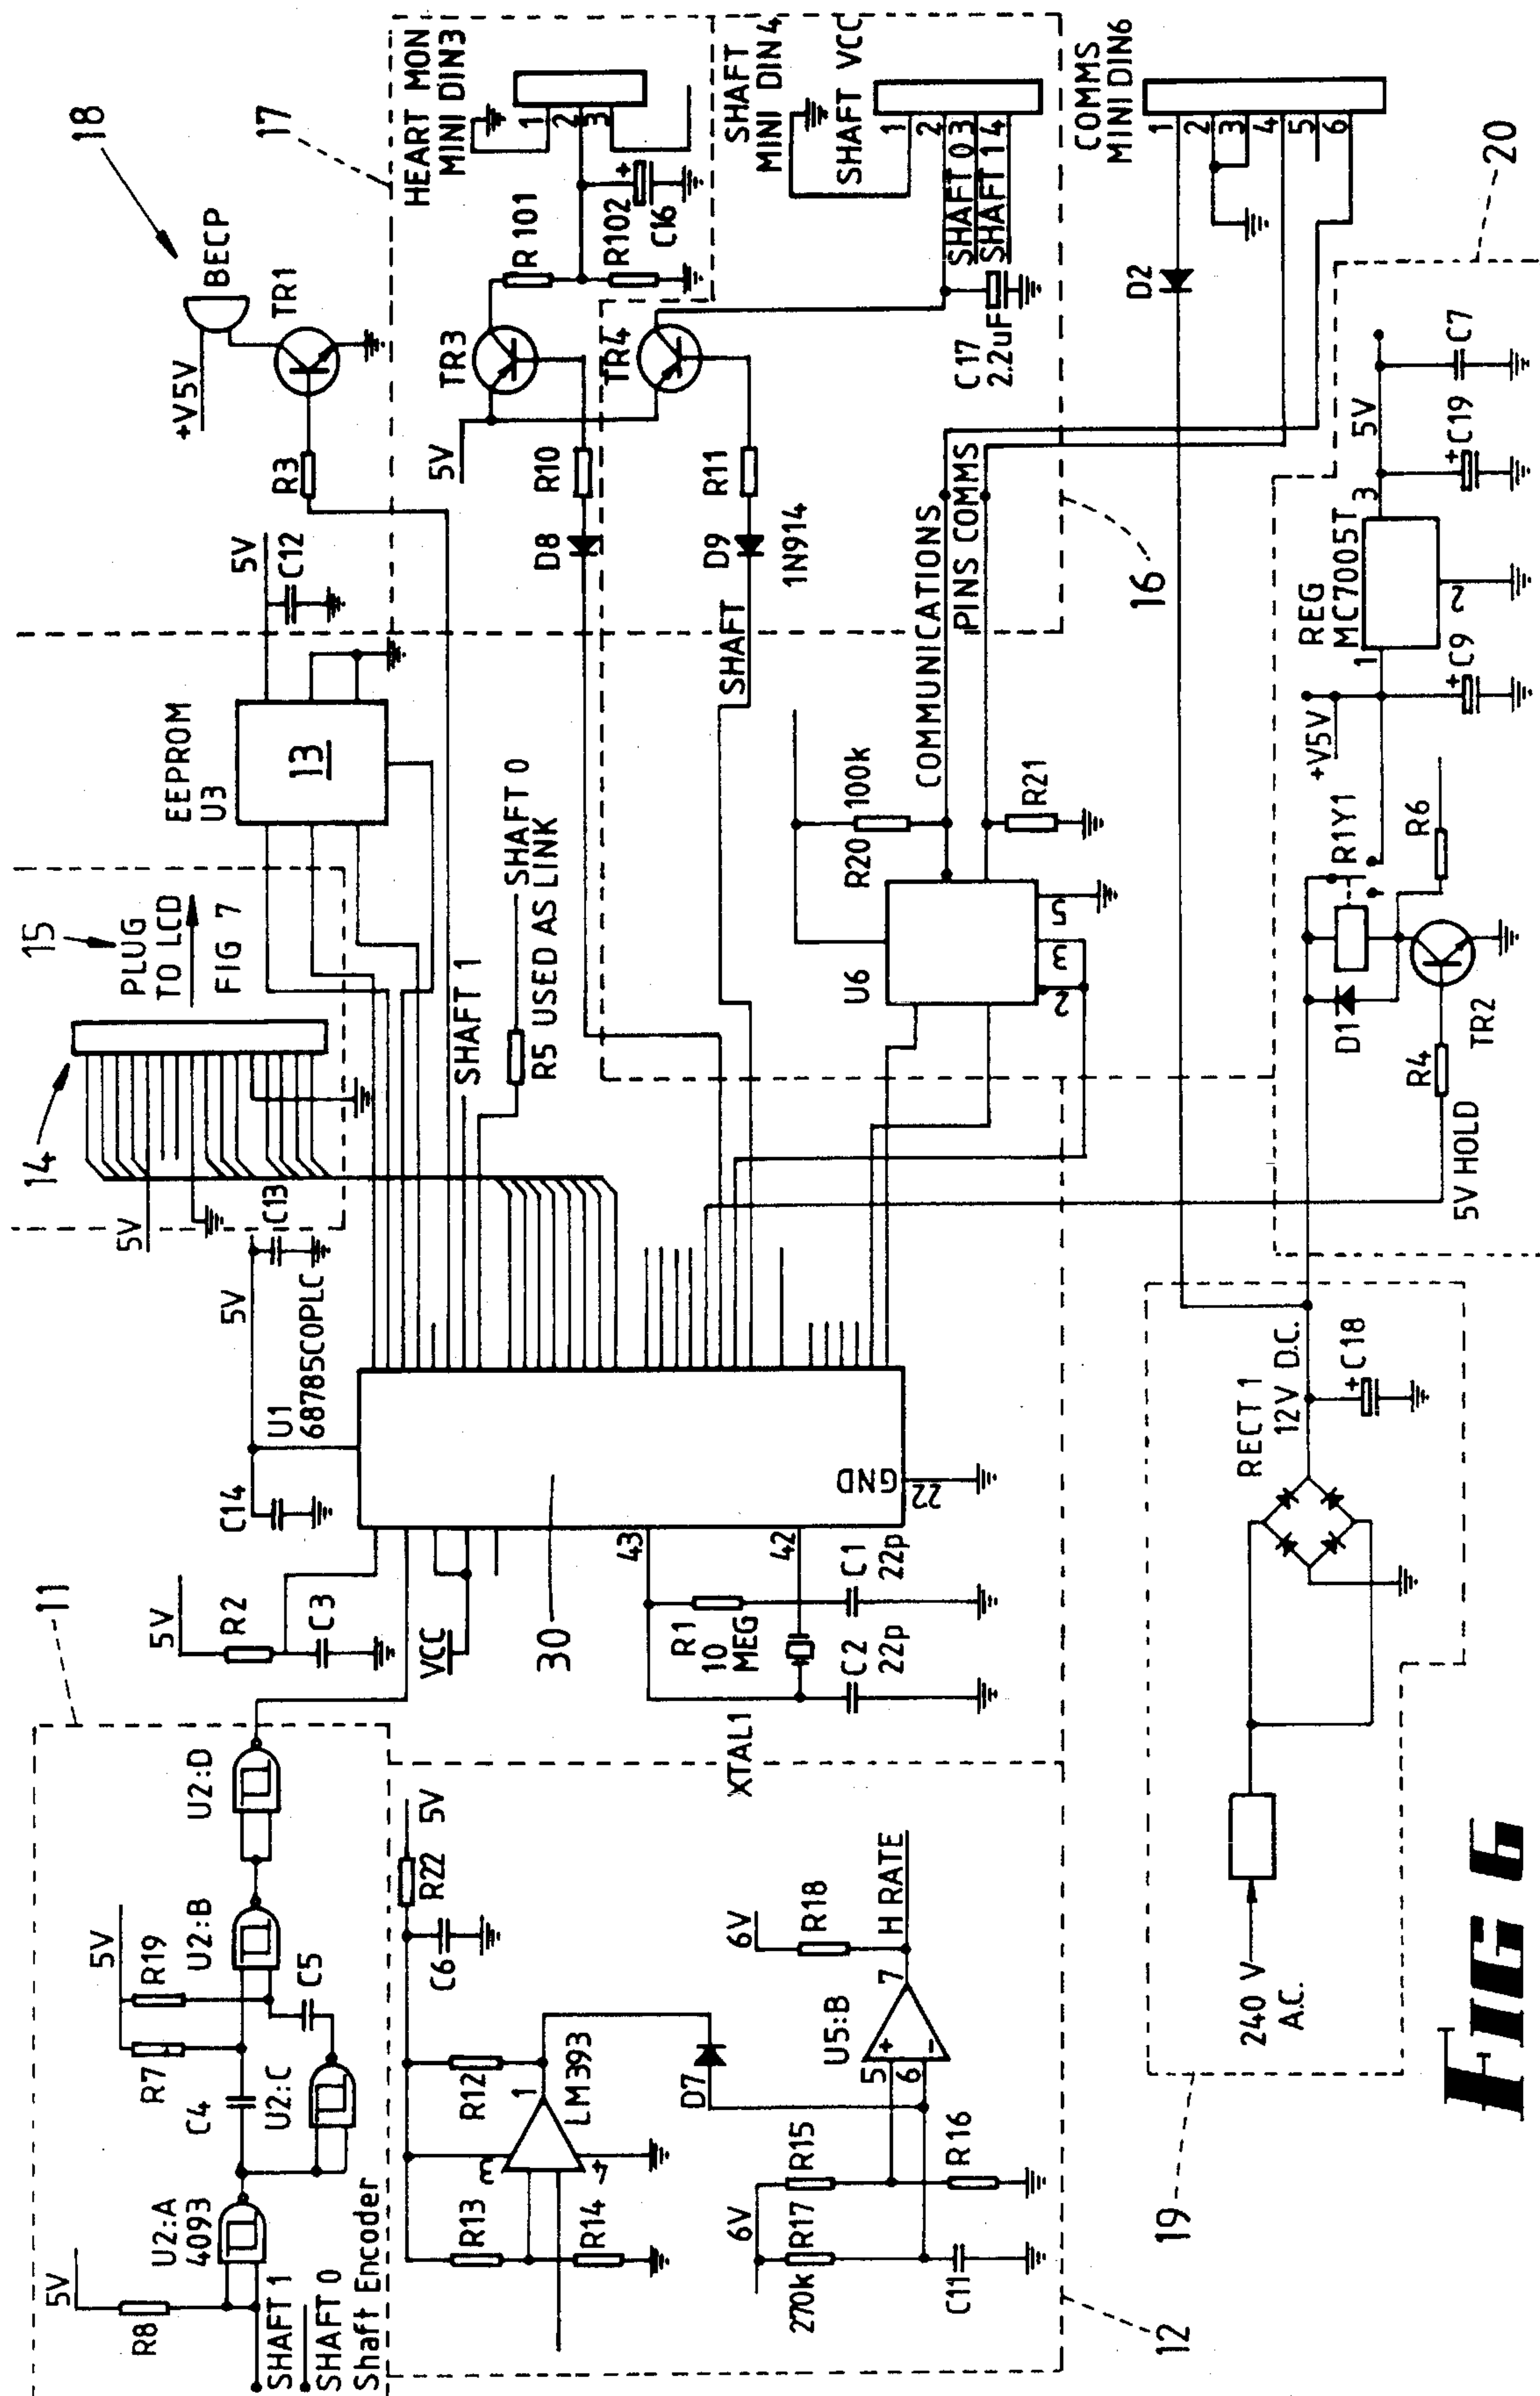 18
BECP
+V5V
TR1
R3
17
HEART MON
MINI DIN3
1
2
3
R101
R102
+
C16
TR3
5V
R10
D8
SHAFT
MINI DIN4
SHAFT VCC
1
2
3
4
SHAFT 0
SHAFT 1
TR4
C17
2.2uF
R11
D9
1N914
SHAFT
COMMS
MINI DIN6
1
2
3
4
5
6
D2
16
COMMUNICATIONS
PINS COMMS
5V
C12
EEPROM
U3
13
15
PLUG
TO LCD
FIG 7
14
5V
C13
SHAFT 1
SHAFT 0
R5 USED AS LINK
R20
100k
R21
U6
2
3
5
20
REG
MC7005T
1
2
3
5V
C7
+
C19
+
C9
+V5V
R1Y1
R6
D1
TR2
R4
5V HOLD
5V
U1
68785C0PLC
C14
GND
22
30
43
42
R1
10
MEG
C1
22p
C2
22p
XTAL1
5V
R2
C3
VCC
11
U2:D
U2:B
5V
R19
R7
C5
C4
U2:C
U2:A
4093
5V
R8
SHAFT 1
SHAFT 0
Shaft Encoder
5V
R22
C6
R12
1
LM393
3
4
R13
R14
D7
6V
R18
H RATE
U5:B
7
5
+
6
-
R15
R16
6V
R17
270k
C11
12
RECT 1
12V D.C.
+
C18
240 V
A.C.
19
FIG 6